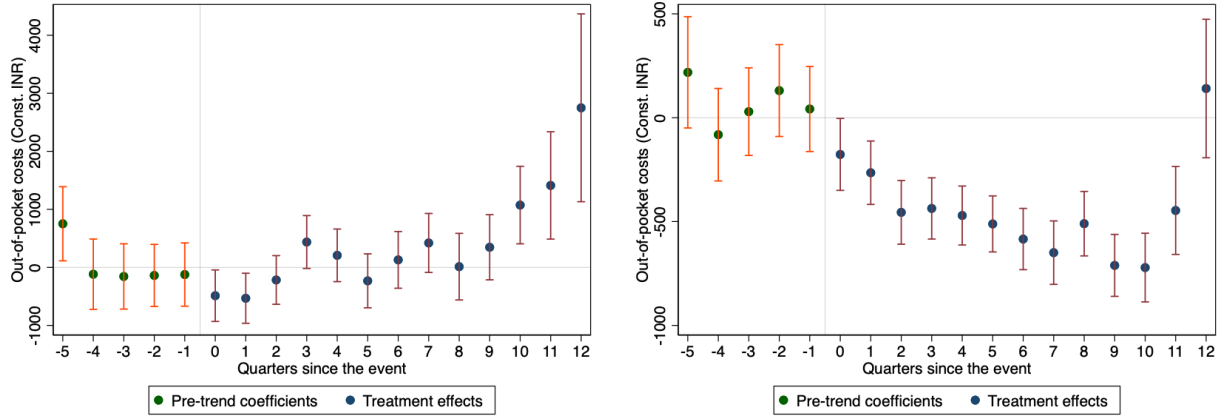 Out-of-pocket costs (Const. INR)
4000
3000
2000
1000
0
-1000
-5 -4 -3 -2 -1 0 1 2 3 4 5 6 7 8 9 10 11 12
Quarters since the event
Pre-trend coefficients Treatment effects
Out-of-pocket costs (Const. INR)
500
0
-500
-1000
-5 -4 -3 -2 -1 0 1 2 3 4 5 6 7 8 9 10 11 12
Quarters since the event
Pre-trend coefficients Treatment effects